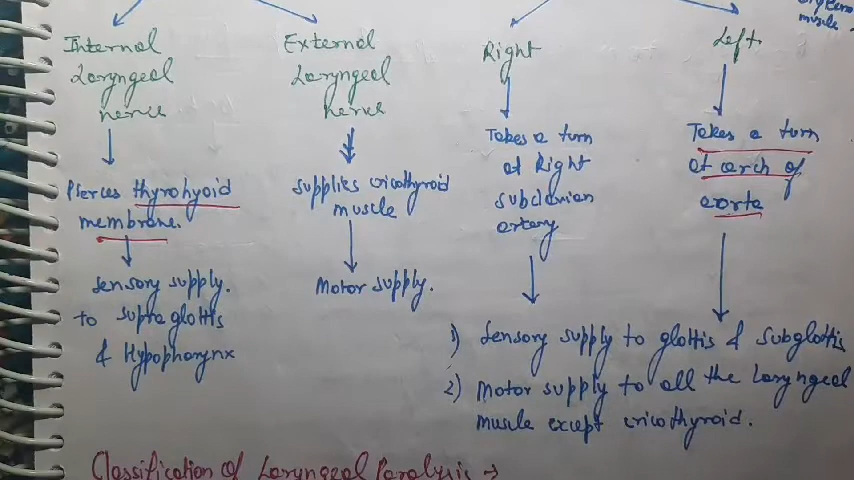 Internal
Laryngeal
nerve
Pierces thyrohyoid
membrane.
Sensory supply.
to supraglottis
& Hypopharynx
External
Laryngeal
nerve
supplies cricothyroid
muscle
Motor supply.
Right
Takes a turn
at Right
subclavian
artery
Left
Takes a turn
at arch of
aorta
1) Sensory supply to glottis & subglottis
2) Motor supply to all the Laryngeal
muscle except cricothyroid.
muscle
Classification of Laryngeal Paralysis →